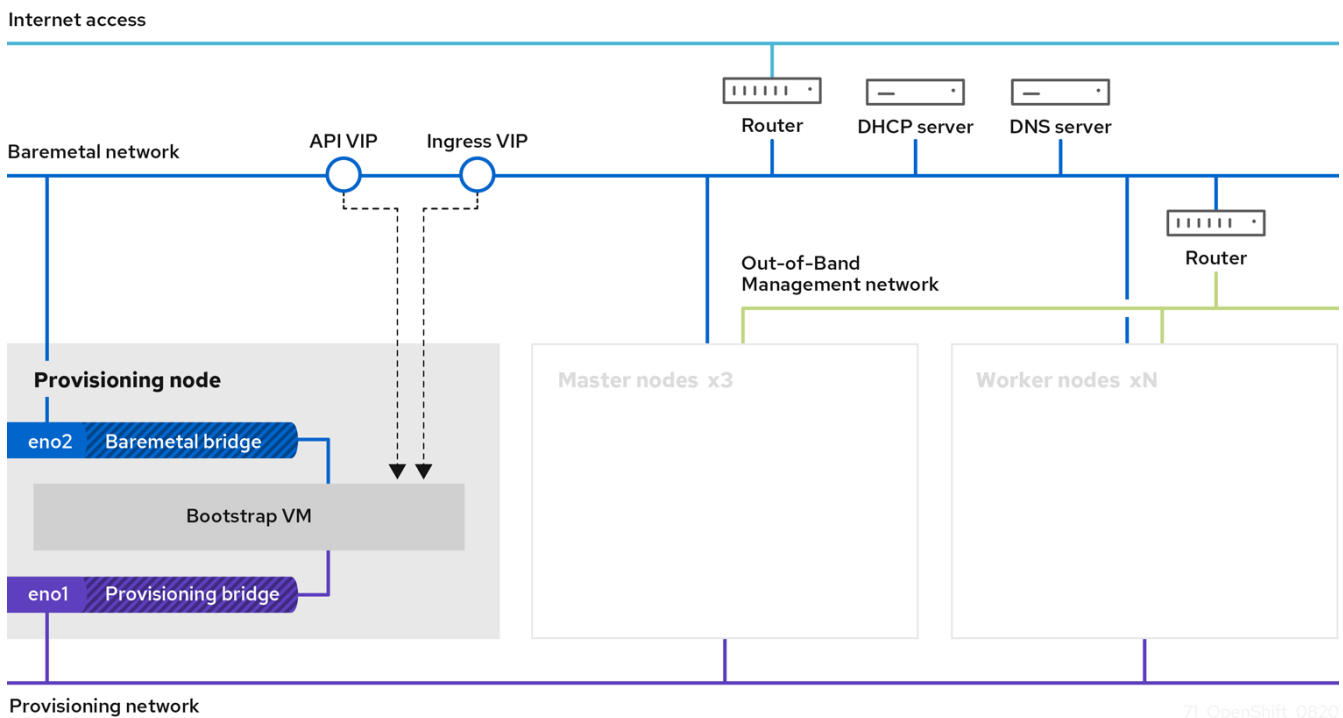 Internet access
Router
DHCP server
DNS server
API VIP
Ingress VIP
Baremetal network
Router
Out-of-Band
Management network
Provisioning node
Master nodes x3
Worker nodes xN
eno2
Baremetal bridge
Bootstrap VM
eno1
Provisioning bridge
Provisioning network
71_OpenShift_0820